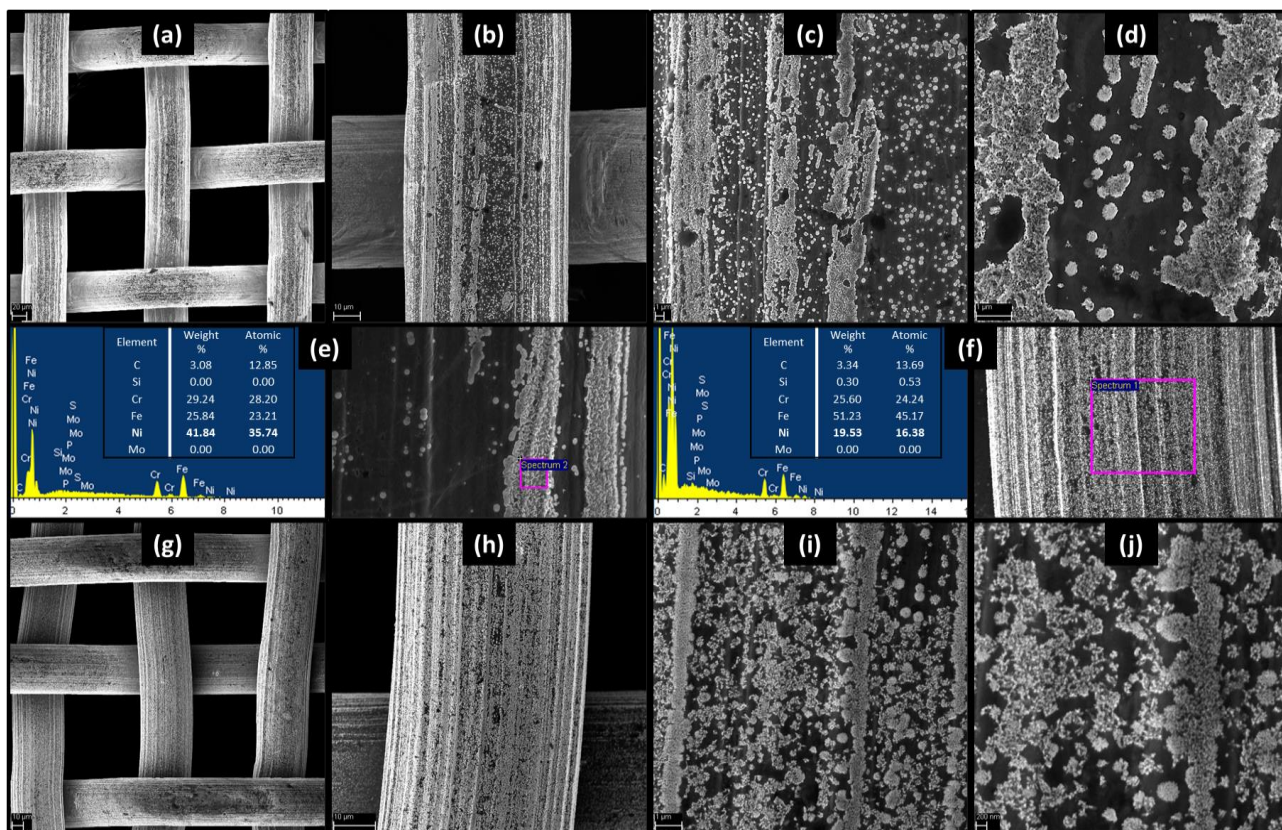 (a)
(b)
(c)
(d)
20 µm
10 µm
1 µm
1 µm
(e)
Element Weight % Atomic %
C 3.08 12.85
Si 0.00 0.00
Cr 29.24 28.20
Fe 25.84 23.21
Ni 41.84 35.74
Mo 0.00 0.00
Fe
Ni
Fe
Cr
Ni
Ni
S
Mo
Mo
P
Si
Mo
Mo
P
S
Mo
Cr
C
Cr
Fe
Cr
Fe
Ni
Ni
0 2 4 6 8 10
Spectrum 2
(f)
Element Weight % Atomic %
C 3.34 13.69
Si 0.30 0.53
Cr 25.60 24.24
Fe 51.23 45.17
Ni 19.53 16.38
Mo 0.00 0.00
Fe
Ni
Cr
Cr
Ni
Fe
S
Mo
S
P
Mo
Mo
P
Mo
Si
C
Cr
Cr
Fe
Fe
Ni
Ni
0 2 4 6 8 10 12 14
Spectrum 1
(g)
(h)
(i)
(j)
10 µm
10 µm
1 µm
200 nm